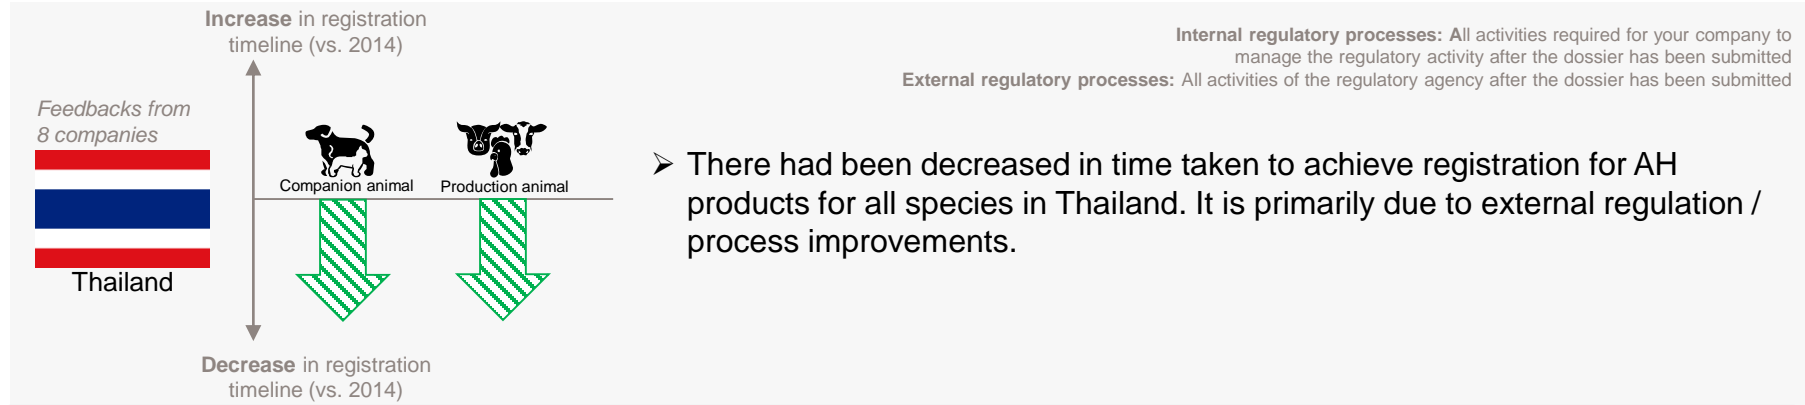 Increase in registration
timeline (vs. 2014)
Internal regulatory processes: All activities required for your company to
manage the regulatory activity after the dossier has been submitted
External regulatory processes: All activities of the regulatory agency after the dossier has been submitted
Feedbacks from
8 companies
Thailand
Companion animal
Production animal
➢ There had been decreased in time taken to achieve registration for AH
products for all species in Thailand. It is primarily due to external regulation /
process improvements.
Decrease in registration
timeline (vs. 2014)